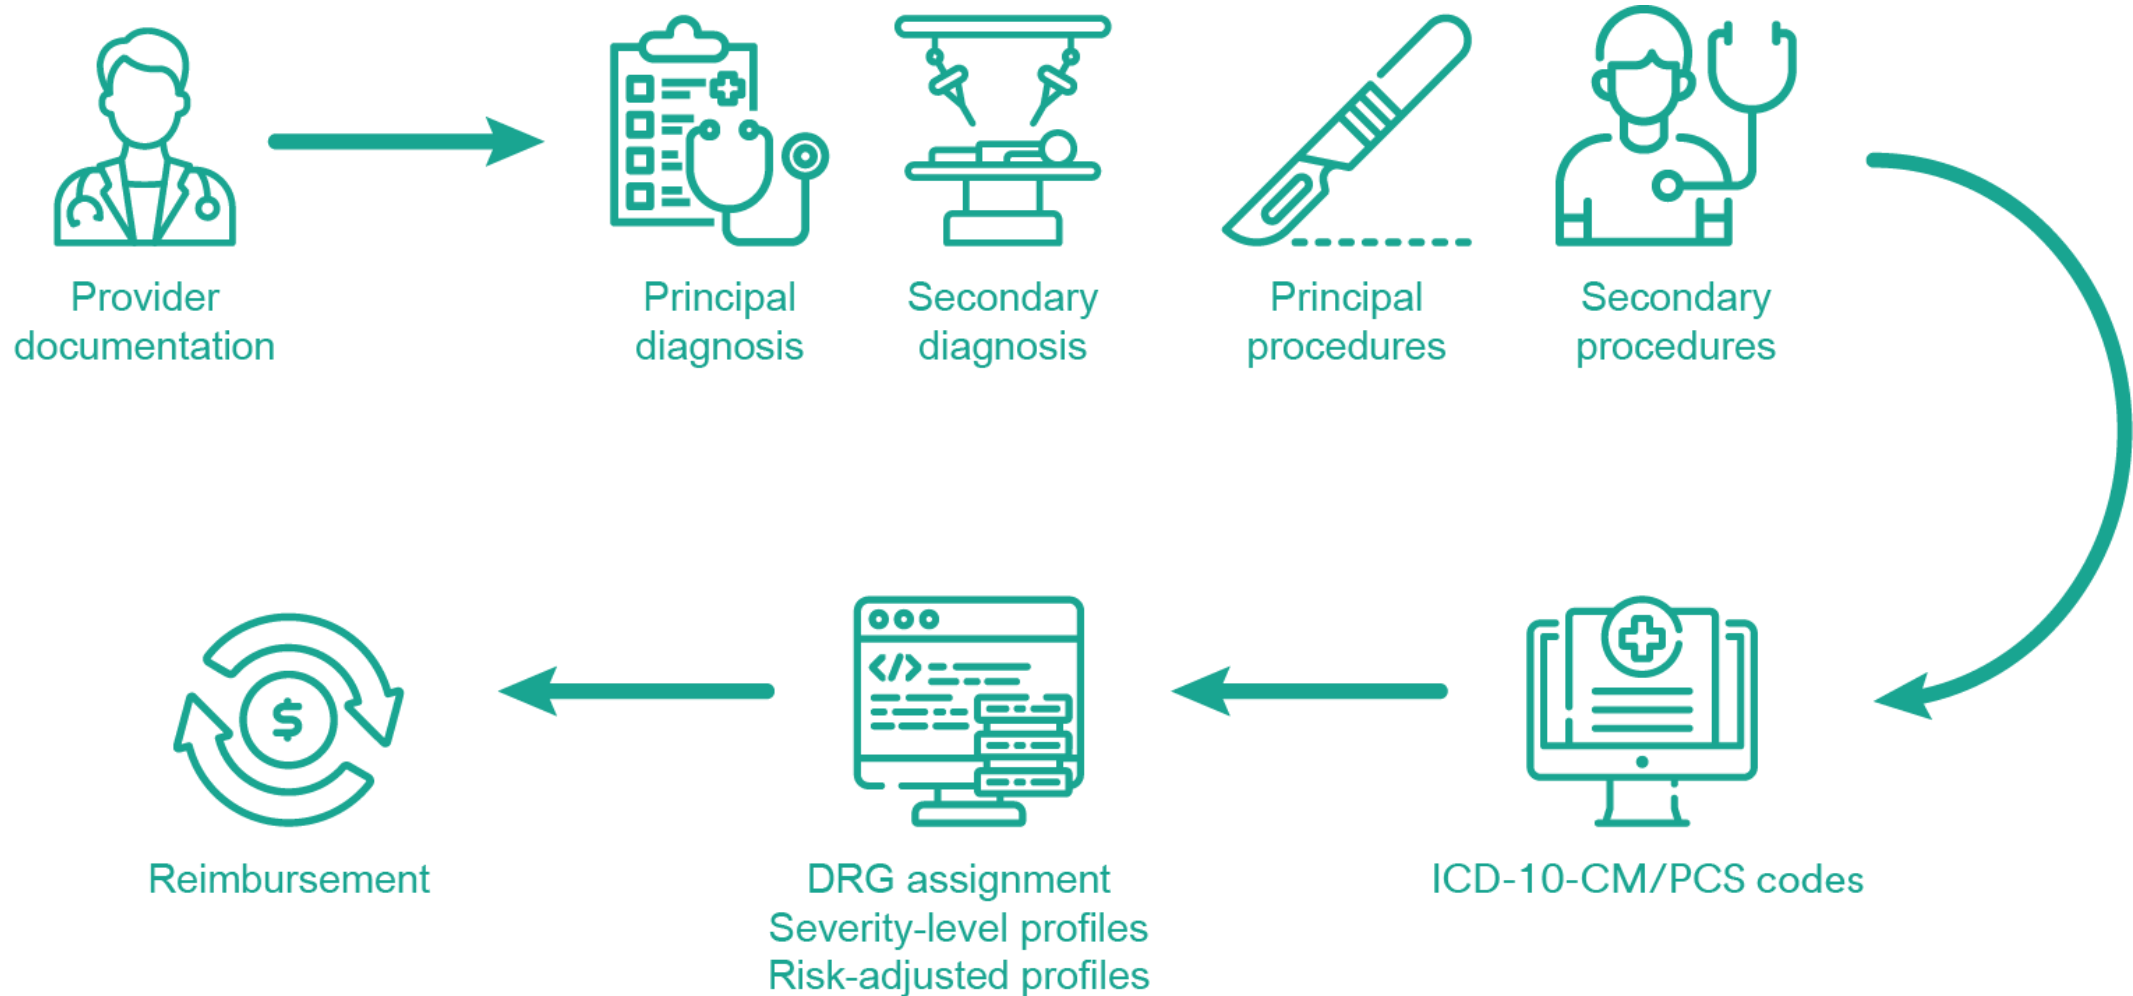 Provider
documentation
Principal
diagnosis
Secondary
diagnosis
Principal
procedures
Secondary
procedures
$
</>
Reimbursement
DRG assignment
Severity-level profiles
Risk-adjusted profiles
ICD-10-CM/PCS codes